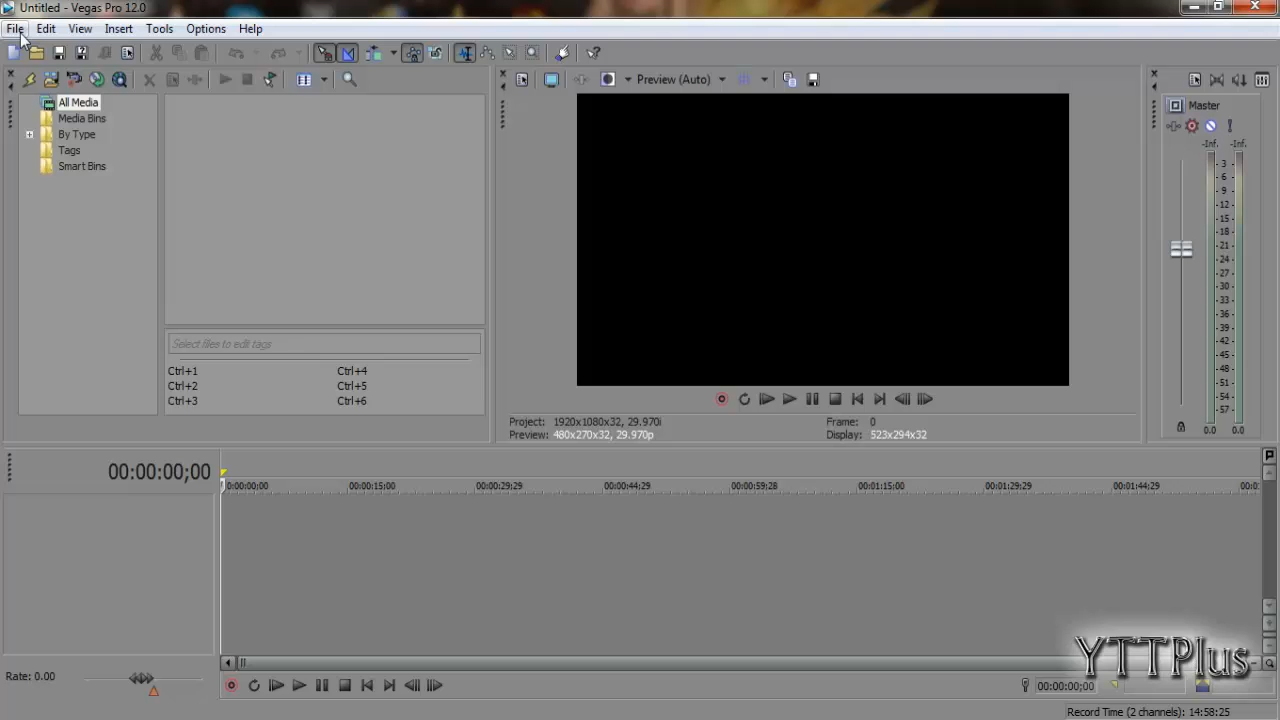 Untitled - Vegas Pro 12.0
File Edit View Insert Tools Options Help
Preview (Auto)
All Media
Media Bins
By Type
Tags
Smart Bins
Select files to edit tags
Ctrl+1 Ctrl+4
Ctrl+2 Ctrl+5
Ctrl+3 Ctrl+6
Project: 1920x1080x32, 29.970i Frame: 0
Preview: 480x270x32, 29.970p Display: 523x294x32
Master
-Inf. -Inf.
3
6
9
12
15
18
21
24
27
30
33
36
39
42
45
48
51
54
57
0.0 0.0
00:00:00;00
00:00:00;00 00:00:15;00 00:00:29;29 00:00:44;29 00:00:59;28 00:01:15;00 00:01:29;29 00:01:44;29 00:0
YTTPlus
Rate: 0.00
00:00:00;00
Record Time (2 channels): 14:58:25